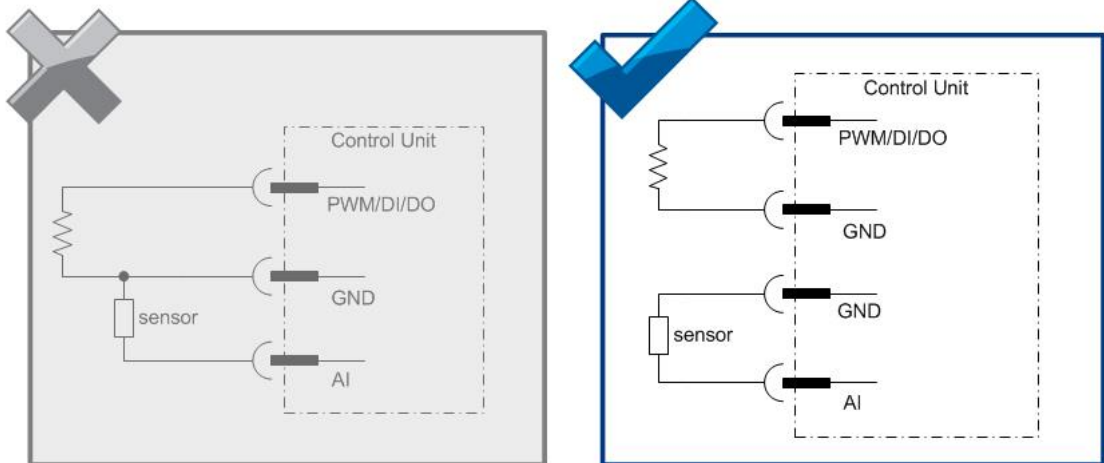 Control Unit
PWM/DI/DO
GND
sensor
AI
Control Unit
PWM/DI/DO
GND
GND
sensor
AI